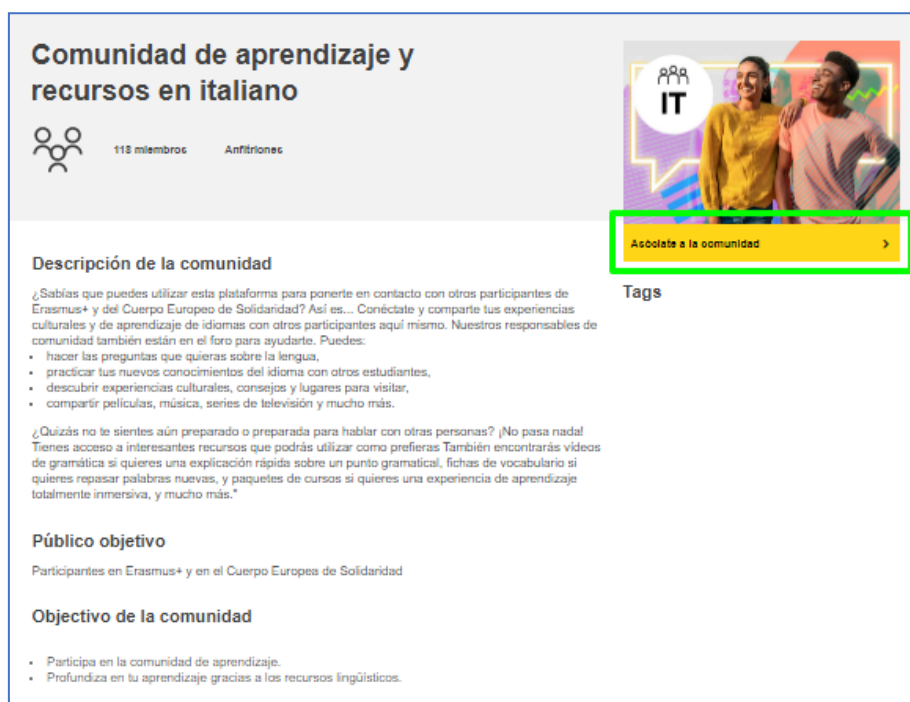 Comunidad de aprendizaje y
recursos en italiano
118 miembros Anfitriones
IT
Asóciate a la comunidad
Descripción de la comunidad
¿Sabías que puedes utilizar esta plataforma para ponerte en contacto con otros participantes de
Erasmus+ y del Cuerpo Europeo de Solidaridad? Así es... Conéctate y comparte tus experiencias
culturales y de aprendizaje de idiomas con otros participantes aquí mismo. Nuestros responsables de
comunidad también están en el foro para ayudarte. Puedes:
• hacer las preguntas que quieras sobre la lengua,
• practicar tus nuevos conocimientos del idioma con otros estudiantes,
• descubrir experiencias culturales, consejos y lugares para visitar,
• compartir películas, música, series de televisión y mucho más.
¿Quizás no te sientes aún preparado o preparada para hablar con otras personas? ¡No pasa nada!
Tienes acceso a interesantes recursos que podrás utilizar como prefieras También encontrarás vídeos
de gramática si quieres una explicación rápida sobre un punto gramatical, fichas de vocabulario si
quieres repasar palabras nuevas, y paquetes de cursos si quieres una experiencia de aprendizaje
totalmente inmersiva, y mucho más."
Tags
Público objetivo
Participantes en Erasmus+ y en el Cuerpo Europea de Solidaridad
Objectivo de la comunidad
• Participa en la comunidad de aprendizaje.
• Profundiza en tu aprendizaje gracias a los recursos lingüísticos.